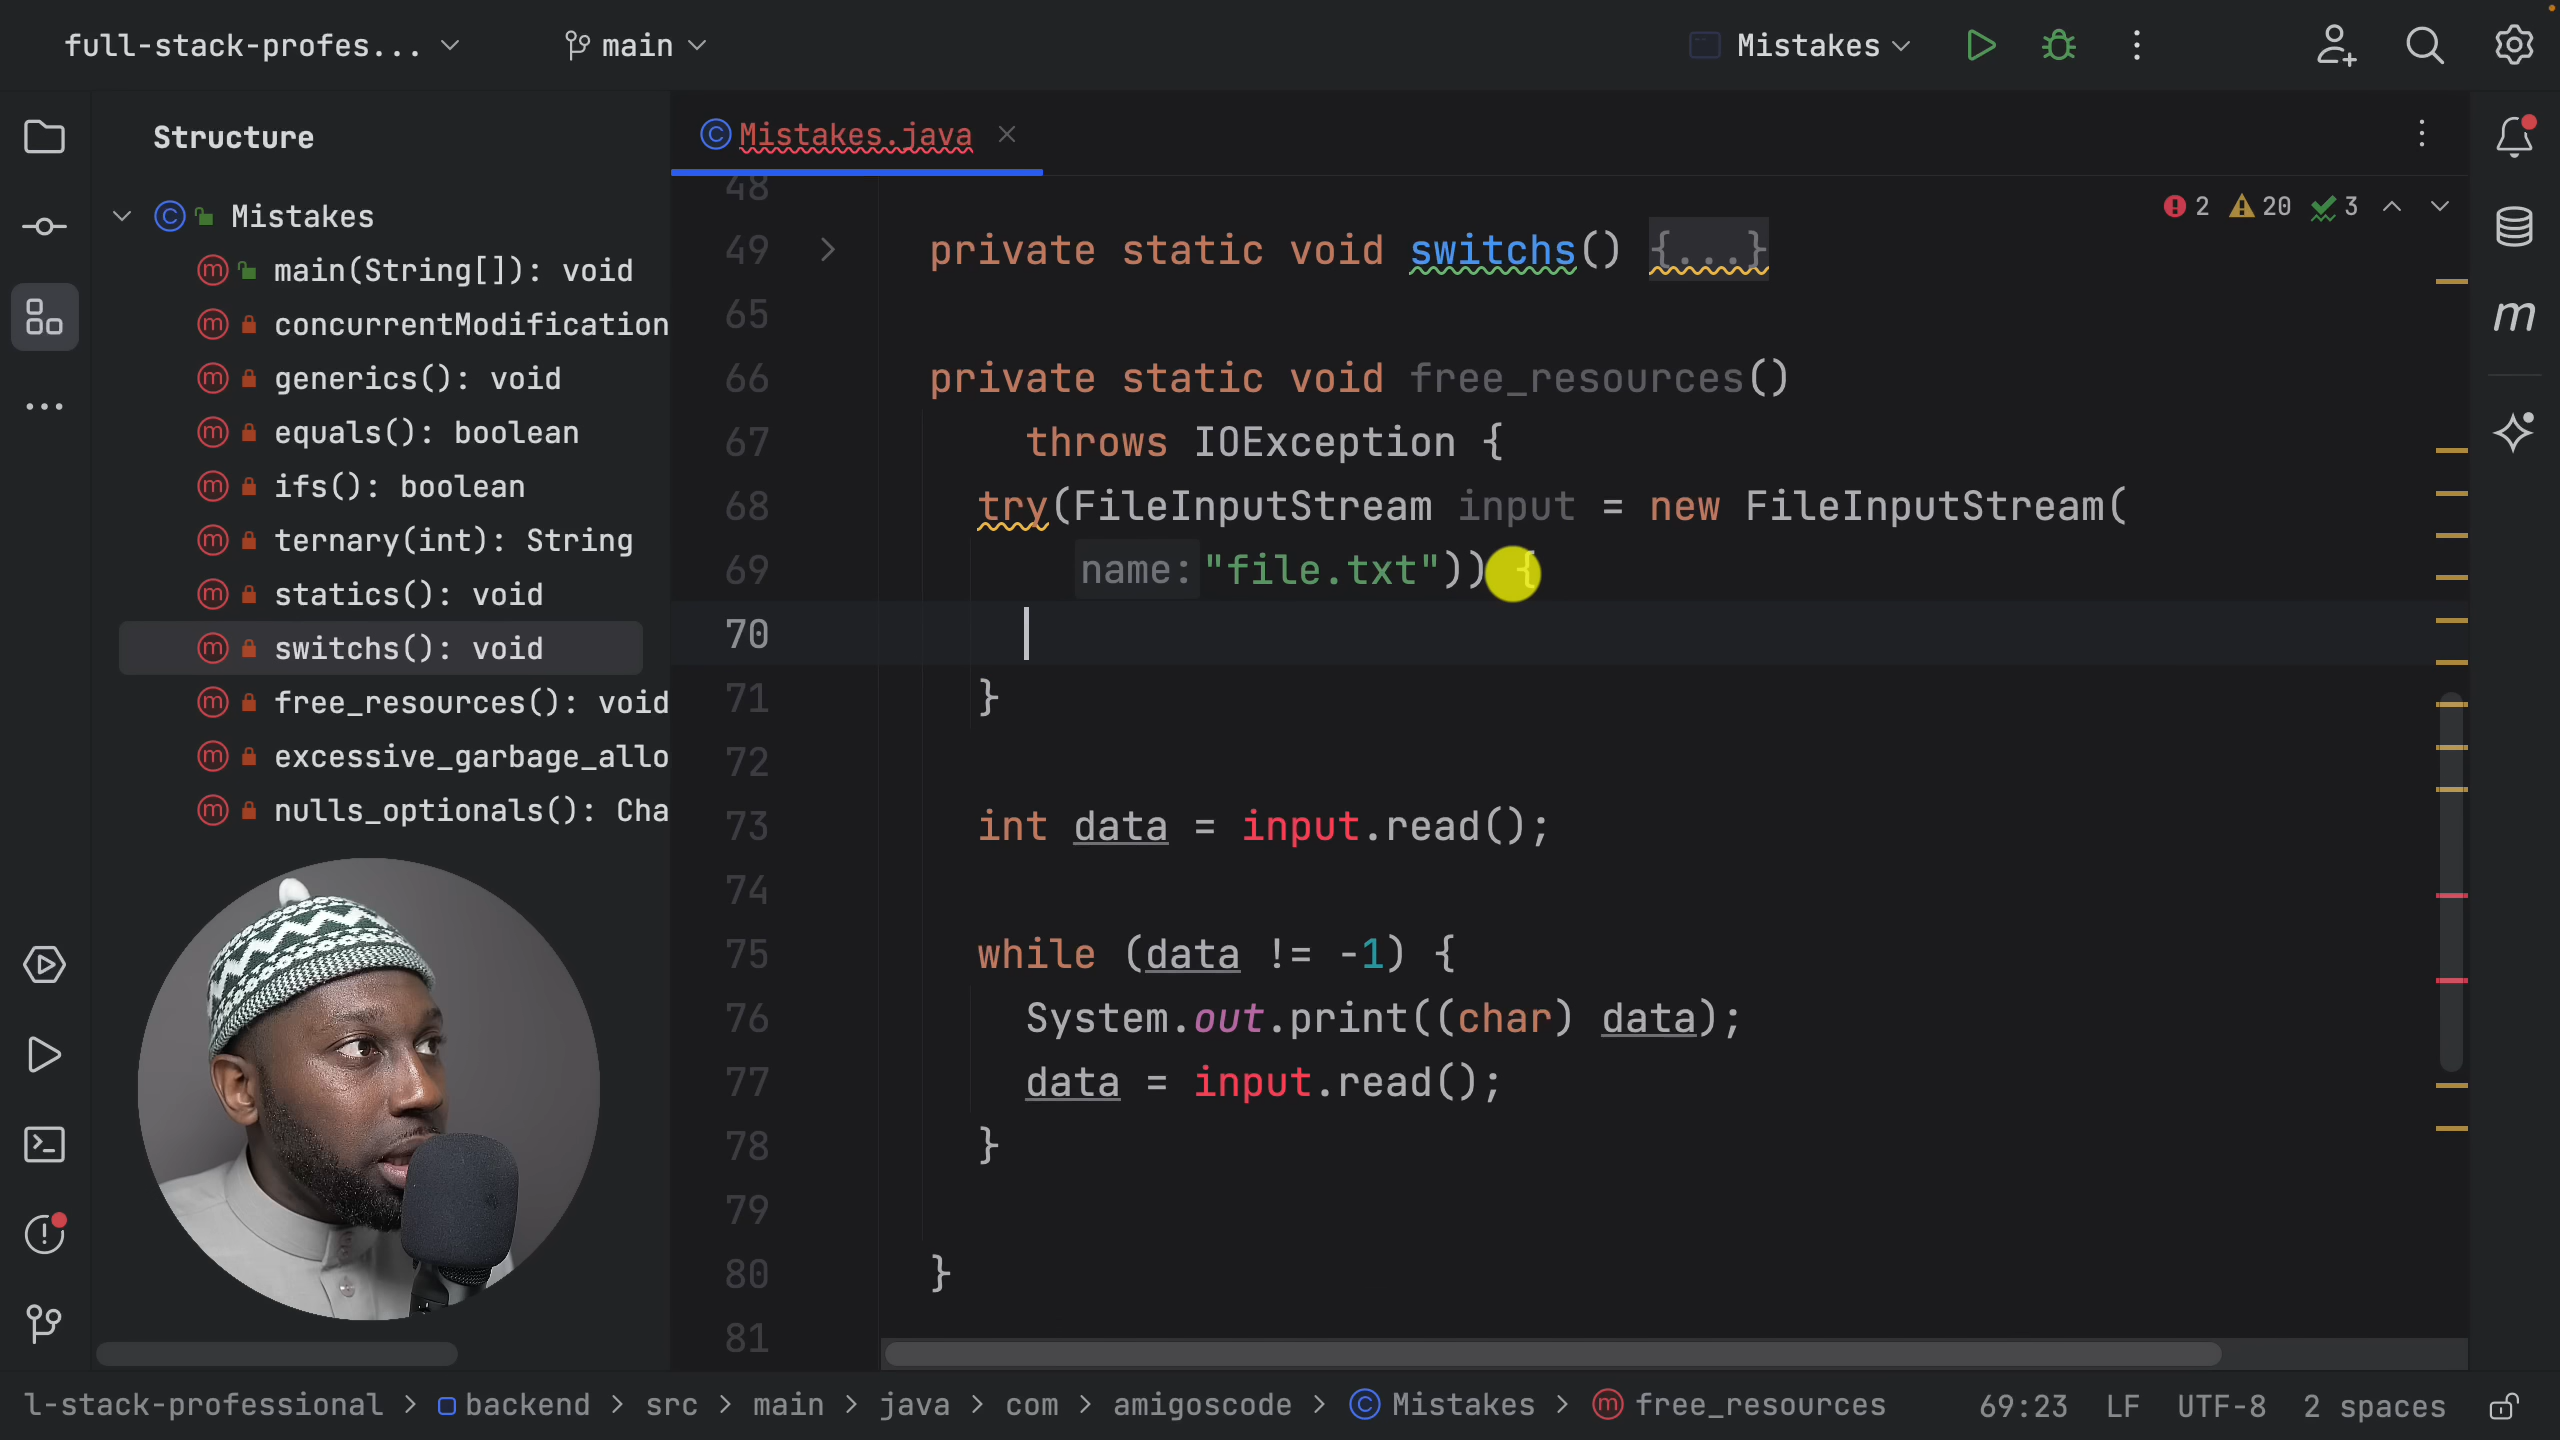 full-stack-profes...
main
Mistakes
Structure
Mistakes
main(String[]): void
concurrentModification
generics(): void
equals(): boolean
ifs(): boolean
ternary(int): String
statics(): void
switchs(): void
free_resources(): void
excessive_garbage_allo
nulls_optionals(): Cha
Mistakes.java
2 20 3
48
49 private static void switchs() {...}
65
66 private static void free_resources()
67 throws IOException {
68 try(FileInputStream input = new FileInputStream(
69 name: "file.txt")) {
70
71 }
72
73 int data = input.read();
74
75 while (data != -1) {
76 System.out.print((char) data);
77 data = input.read();
78 }
79
80 }
81
l-stack-professional > backend > src > main > java > com > amigoscode > Mistakes > free_resources
69:23 LF UTF-8 2 spaces